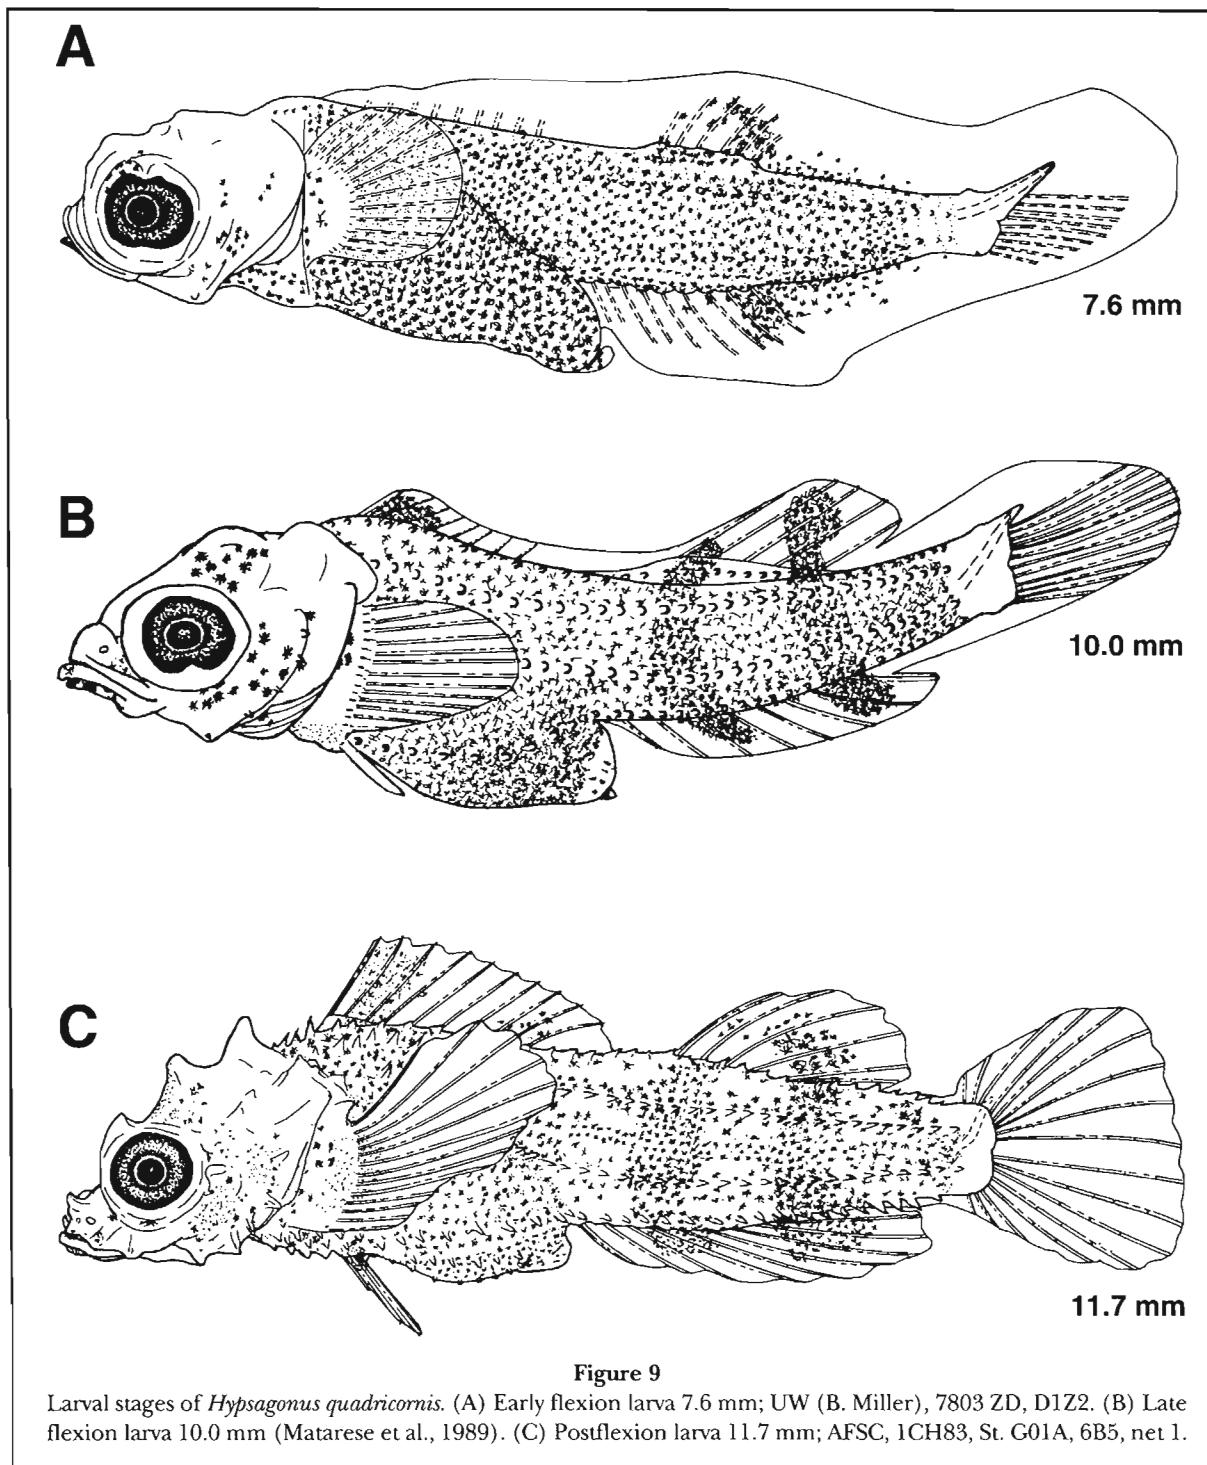 A
7.6 mm
B
10.0 mm
C
11.7 mm
Figure 9
Larval stages of Hypsagonus quadricornis. (A) Early flexion larva 7.6 mm; UW (B. Miller), 7803 ZD, D1Z2. (B) Late
flexion larva 10.0 mm (Matarese et al., 1989). (C) Postflexion larva 11.7 mm; AFSC, 1CH83, St. G01A, 6B5, net 1.